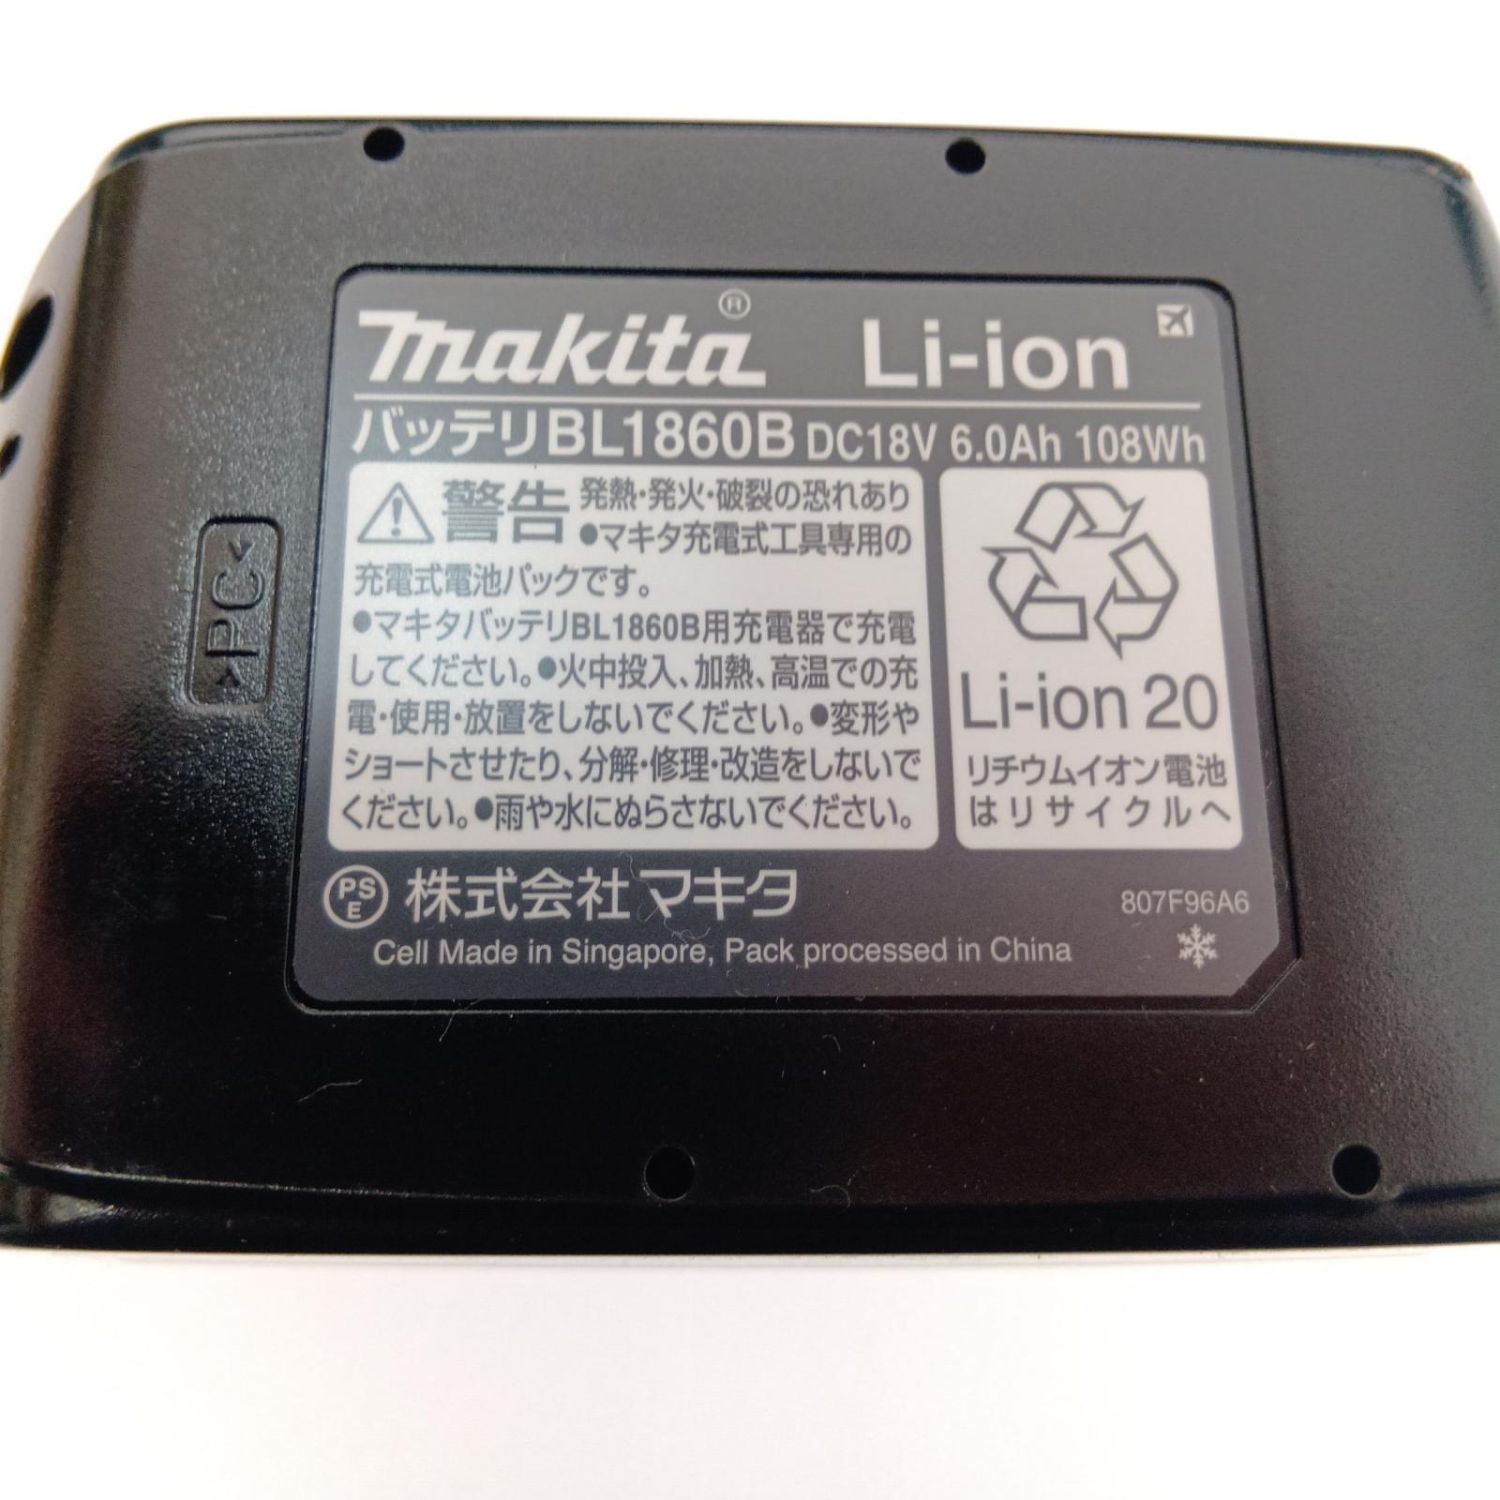 makita® Li-ion
バッテリBL1860B DC18V 6.0Ah 108Wh
警告 発熱・発火・破裂の恐れあり
●マキタ充電式工具専用の
充電式電池パックです。
●マキタバッテリBL1860B用充電器で充電
してください。●火中投入、加熱、高温での充
電・使用・放置をしないでください。●変形や
ショートさせたり、分解・修理・改造をしないで
ください。●雨や水にぬらさないでください。
Li-ion 20
リチウムイオン電池
はリサイクルへ
PS
E
株式会社マキタ
807F96A6
Cell Made in Singapore, Pack processed in China
>PC<